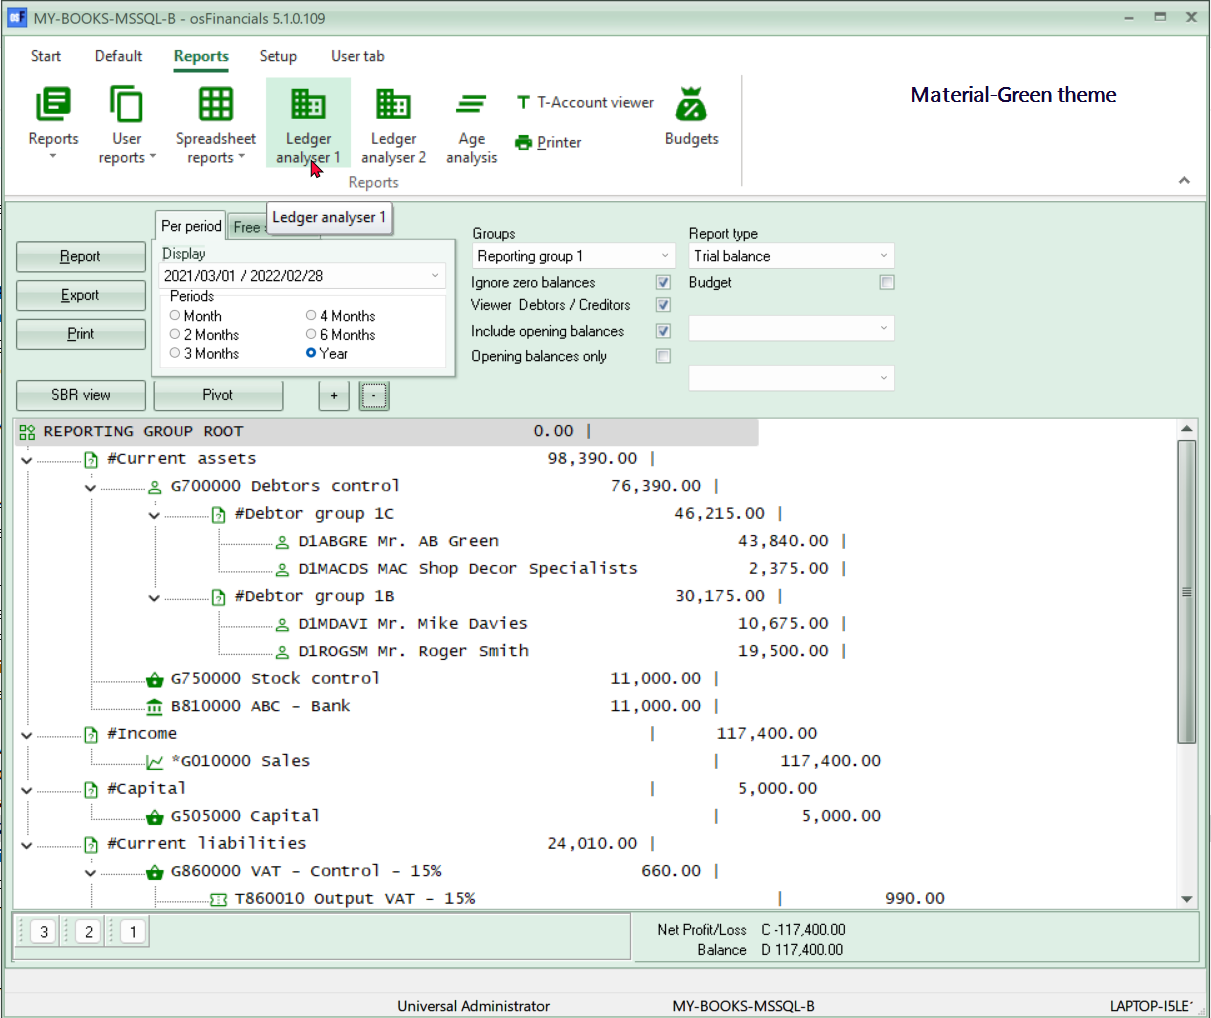 MY-BOOKS-MSSQL-B - osFinancials 5.1.0.109
Start Default Reports Setup User tab
Material-Green theme
Reports
User reports
Spreadsheet reports
Ledger analyser 1
Ledger analyser 2
Age analysis
T-Account viewer
Printer
Budgets
Reports
Ledger analyser 1
Per period Free
Report
Export
Print
Display
2021/03/01 / 2022/02/28
Periods
Month 4 Months
2 Months 6 Months
3 Months Year
Groups
Reporting group 1
Ignore zero balances
Viewer Debtors / Creditors
Include opening balances
Opening balances only
Report type
Trial balance
Budget
SBR view Pivot + -
REPORTING GROUP ROOT 0.00 |
#Current assets 98,390.00 |
G700000 Debtors control 76,390.00 |
#Debtor group 1C 46,215.00 |
D1ABGRE Mr. AB Green 43,840.00 |
D1MACDS MAC Shop Decor Specialists 2,375.00 |
#Debtor group 1B 30,175.00 |
D1MDAVI Mr. Mike Davies 10,675.00 |
D1ROGSM Mr. Roger Smith 19,500.00 |
G750000 Stock control 11,000.00 |
B810000 ABC - Bank 11,000.00 |
#Income | 117,400.00
*G010000 Sales | 117,400.00
#Capital | 5,000.00
G505000 Capital | 5,000.00
#Current liabilities 24,010.00 |
G860000 VAT - Control - 15% 660.00 |
T860010 Output VAT - 15% | 990.00
3 2 1
Net Profit/Loss C -117,400.00
Balance D 117,400.00
Universal Administrator MY-BOOKS-MSSQL-B LAPTOP-I5LE